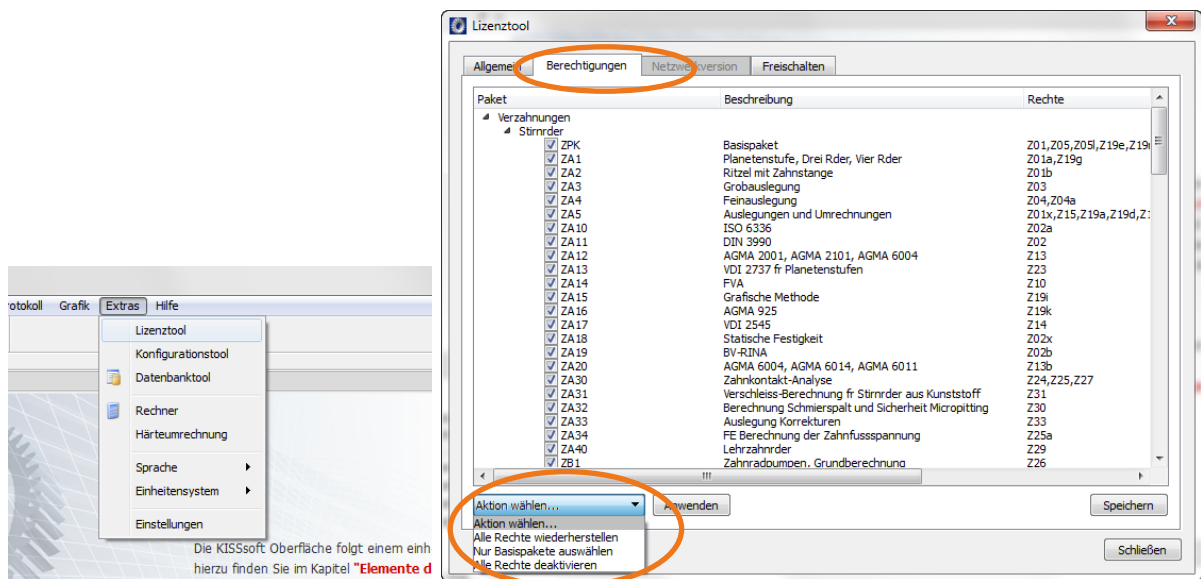 otokoll Grafik Extras Hilfe
Lizenztool
Konfigurationstool
Datenbanktool
Rechner
Härteumrechnung
Sprache
Einheitensystem
Einstellungen
Die KISSsoft Oberfläche folgt einem einh
hierzu finden Sie im Kapitel "Elemente d
Lizenztool
Allgemein Berechtigungen Netzwerkversion Freischalten
Paket Beschreibung Rechte
Verzahnungen
Stirnrder
ZPK Basispaket Z01,Z05,Z05l,Z19e,Z19
ZA1 Planetenstufe, Drei Rder, Vier Rder Z01a,Z19g
ZA2 Ritzel mit Zahnstange Z01b
ZA3 Grobauslegung Z03
ZA4 Feinauslegung Z04,Z04a
ZA5 Auslegungen und Umrechnungen Z01x,Z15,Z19a,Z19d,Z1
ZA10 ISO 6336 Z02a
ZA11 DIN 3990 Z02
ZA12 AGMA 2001, AGMA 2101, AGMA 6004 Z13
ZA13 VDI 2737 fr Planetenstufen Z23
ZA14 FVA Z10
ZA15 Grafische Methode Z19i
ZA16 AGMA 925 Z19k
ZA17 VDI 2545 Z14
ZA18 Statische Festigkeit Z02x
ZA19 BV-RINA Z02b
ZA20 AGMA 6004, AGMA 6014, AGMA 6011 Z13b
ZA30 Zahnkontakt-Analyse Z24,Z25,Z27
ZA31 Verschleiss-Berechnung fr Stirnrder aus Kunststoff Z31
ZA32 Berechnung Schmierspalt und Sicherheit Micropitting Z30
ZA33 Auslegung Korrekturen Z33
ZA34 FE Berechnung der Zahnfussspannung Z25a
ZA40 Lehrzahnrder Z29
ZB1 Zahnradpumpen, Grundberechnung Z26
Aktion wählen... Anwenden Speichern
Aktion wählen...
Alle Rechte wiederherstellen
Nur Basispakete auswählen
Alle Rechte deaktivieren
Schließen